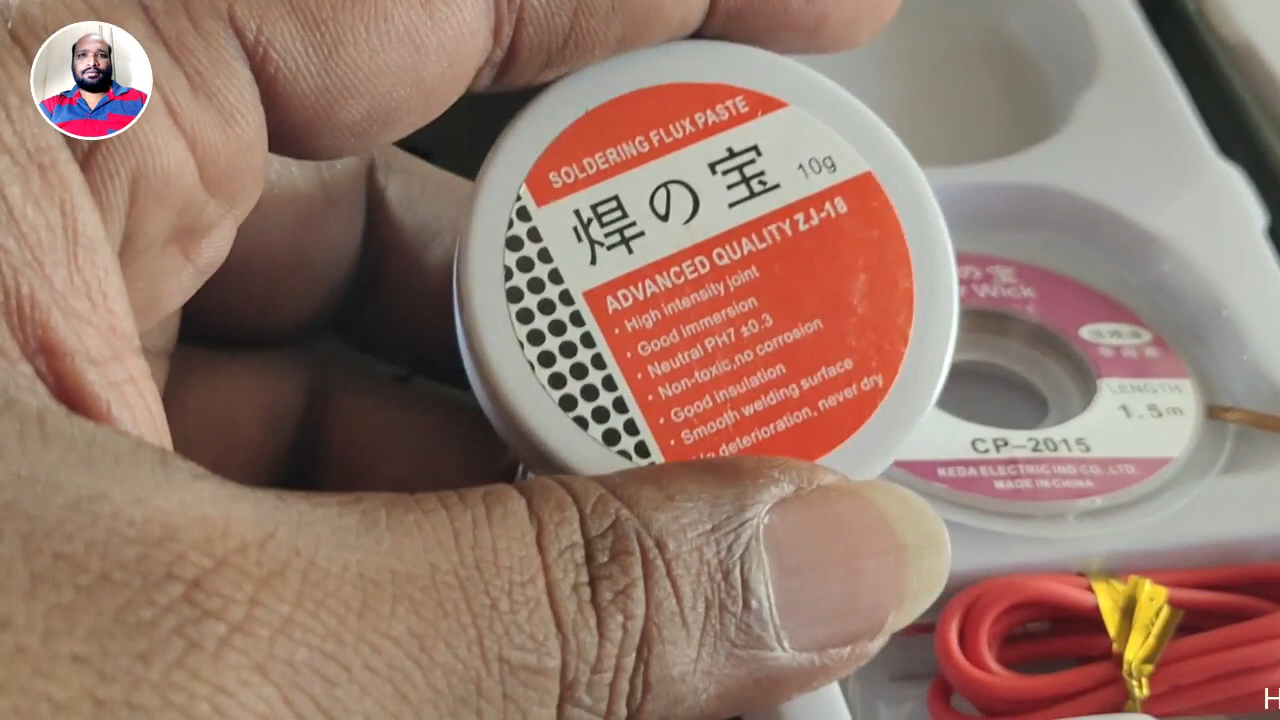 SOLDERING FLUX PASTE
焊の宝 10g
ADVANCED QUALITY ZJ-18
• High intensity joint
• Good immersion
• Neutral PH7 ±0.3
• Non-toxic,no corrosion
• Good insulation
• Smooth welding surface
deterioration, never dry
の宝
Wick
LENGTH
1.5m
CP-2015
KEDA ELECTRIC IND CO.,LTD.
MADE IN CHINA
H